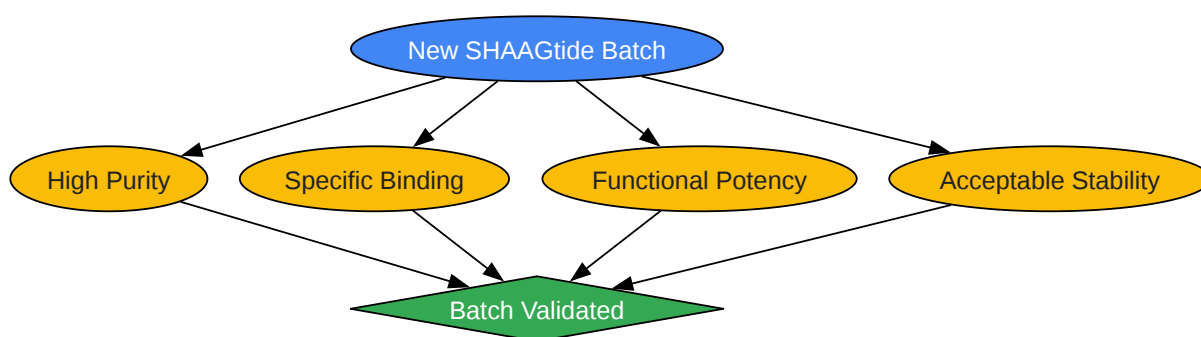 New SHAAGtide Batch
High Purity
Specific Binding
Functional Potency
Acceptable Stability
Batch Validated